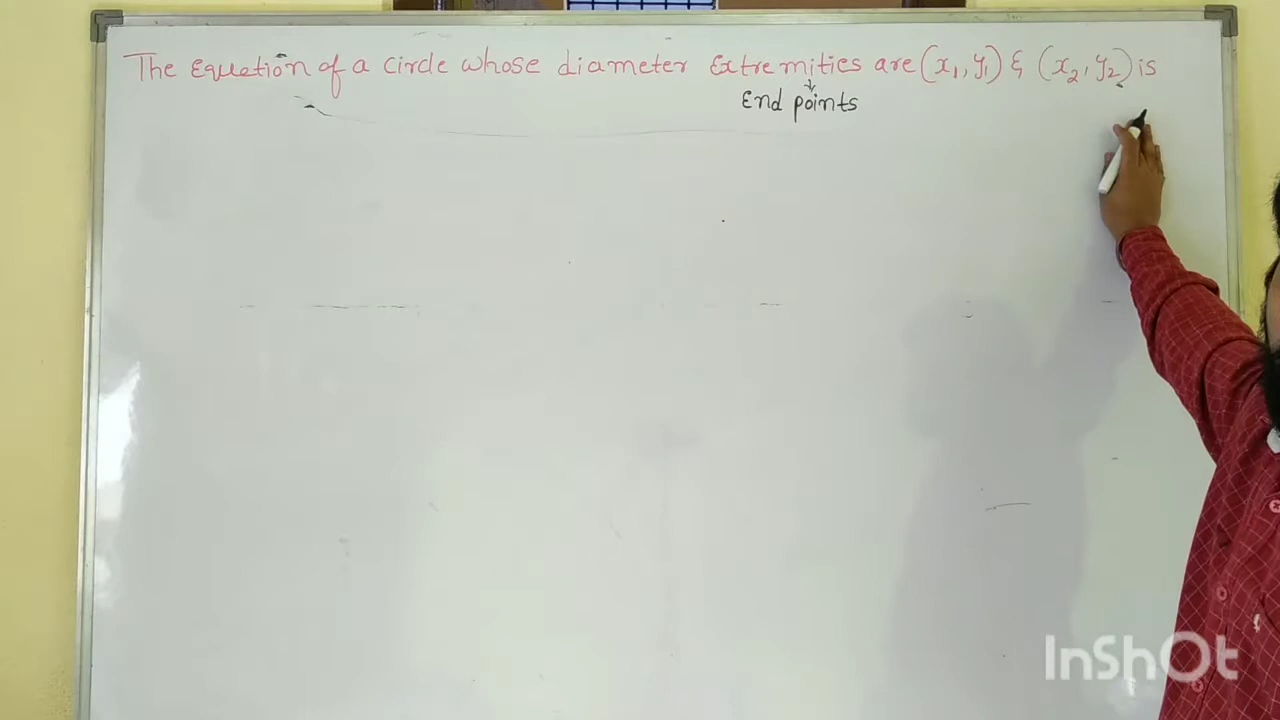 The Equation of a circle whose diameter Extremities are (x₁, y₁) & (x₂, y₂) is
↓
End points
InShOt